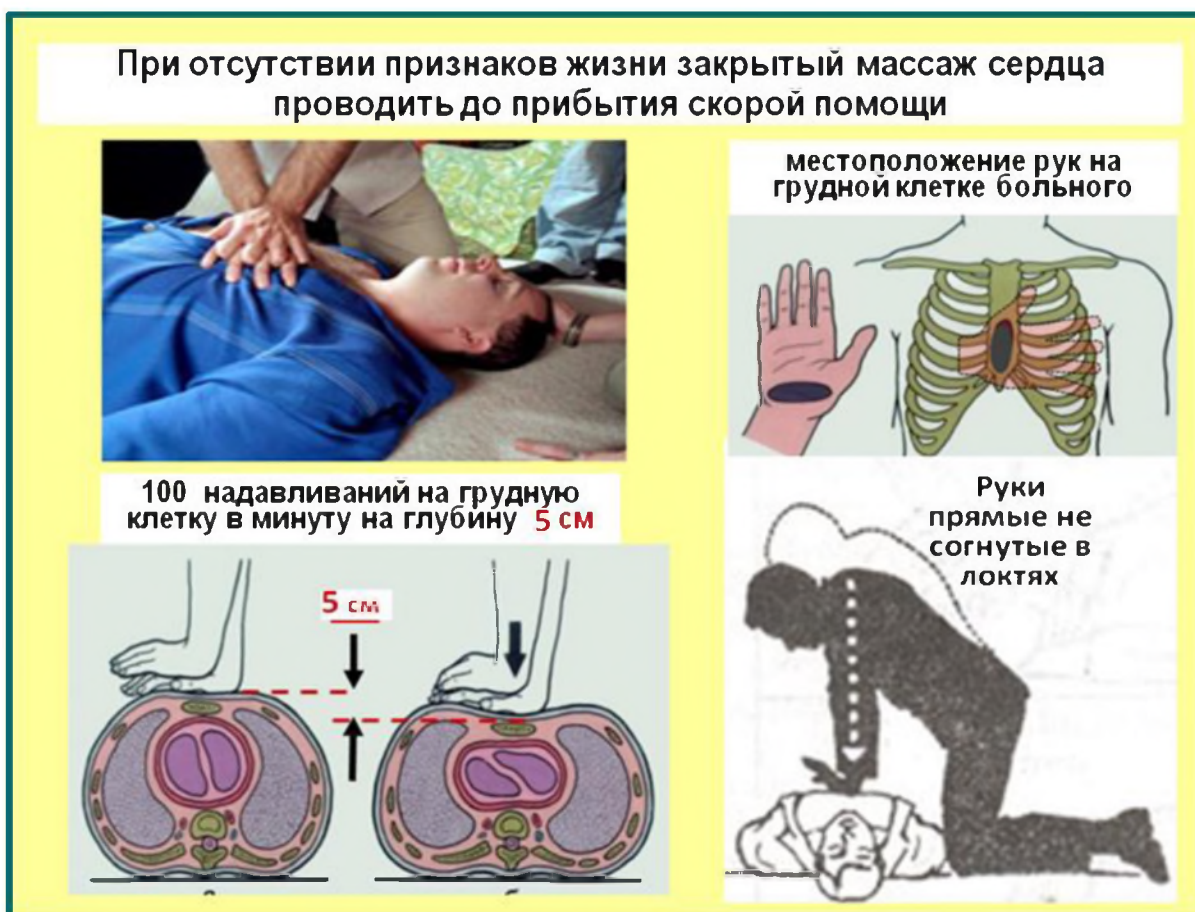 При отсутствии признаков жизни закрытый массаж сердца
проводить до прибытия скорой помощи
местоположение рук на
грудной клетке больного
100 надавливаний на грудную
клетку в минуту на глубину 5 см
5 см
Руки
прямые не
согнутые в
локтях